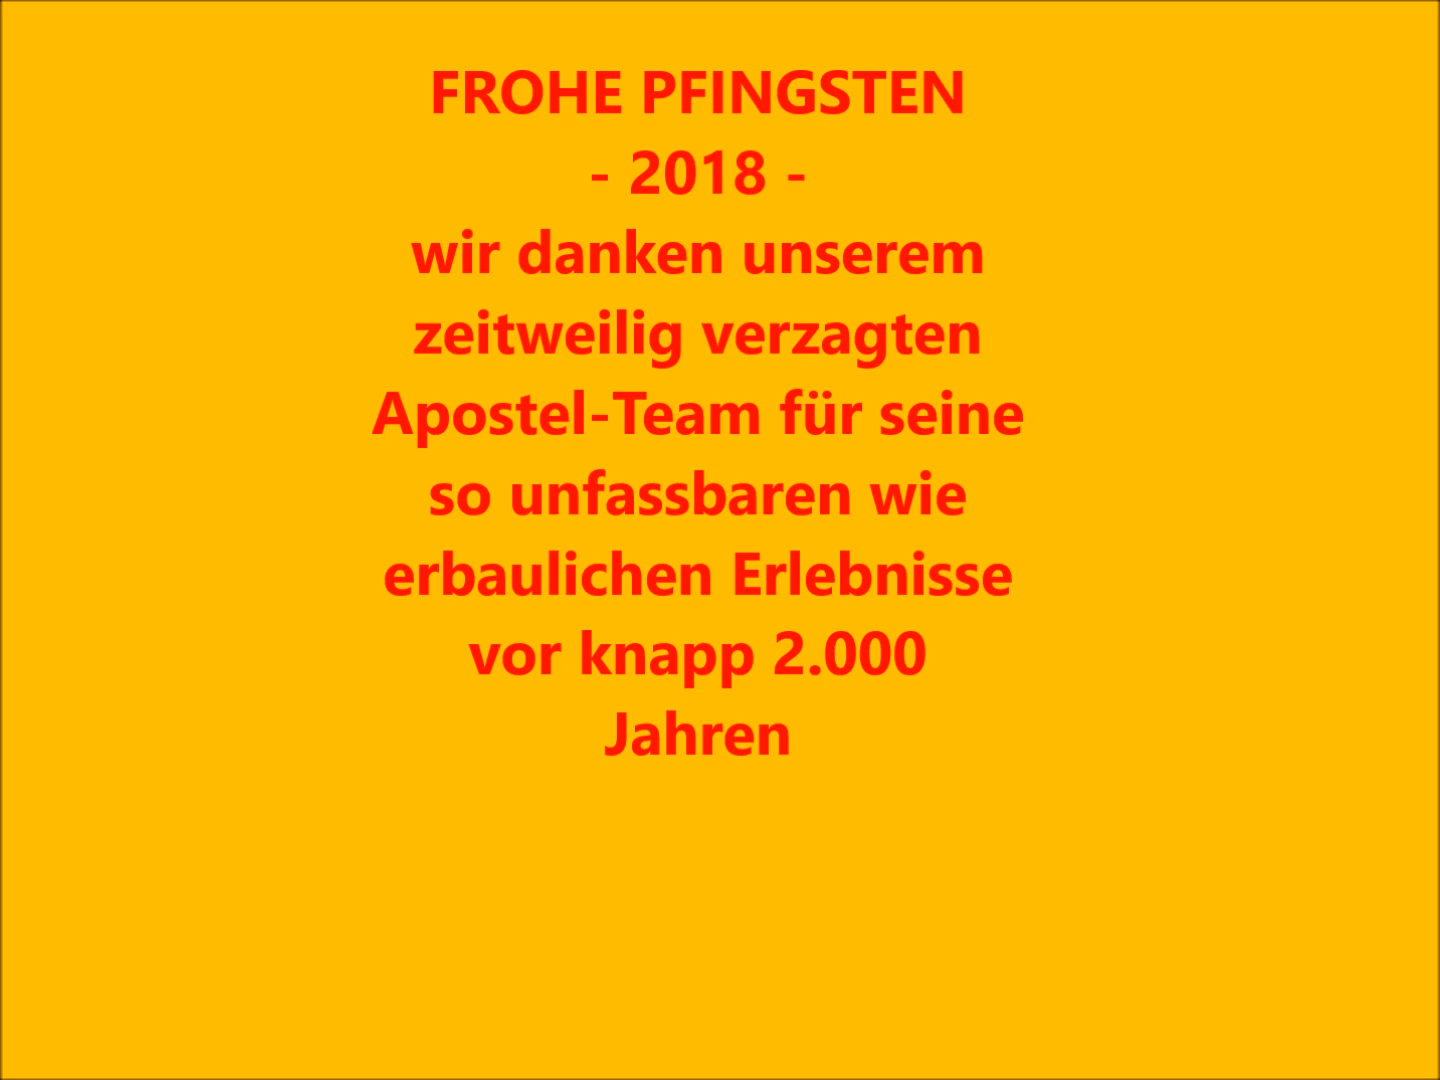 FROHE PFINGSTEN
- 2018 -
wir danken unserem
zeitweilig verzagten
Apostel-Team für seine
so unfassbaren wie
erbaulichen Erlebnisse
vor knapp 2.000
Jahren